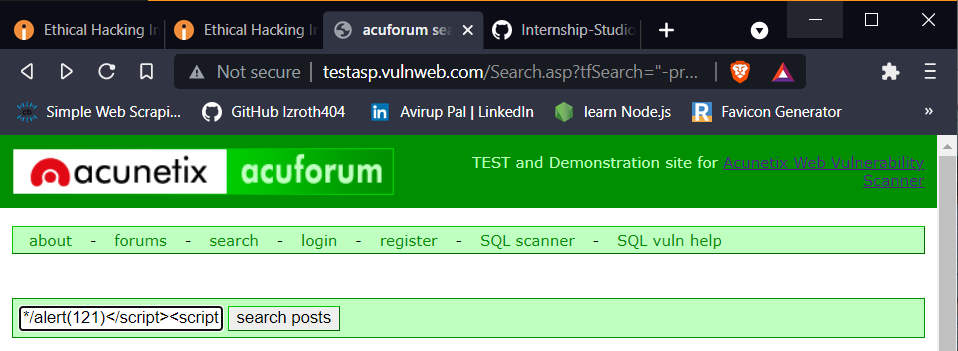 Ethical Hacking In
Ethical Hacking In
acuforum sea
Internship-Studio
Not secure | testasp.vulnweb.com/Search.asp?tfSearch="-pr...
Simple Web Scrapi...
GitHub Izroth404
Avirup Pal | LinkedIn
learn Node.js
Favicon Generator
»
acunetix acuforum
TEST and Demonstration site for Acunetix Web Vulnerability
Scanner
about - forums - search - login - register - SQL scanner - SQL vuln help
*/alert(121)</script><script
search posts